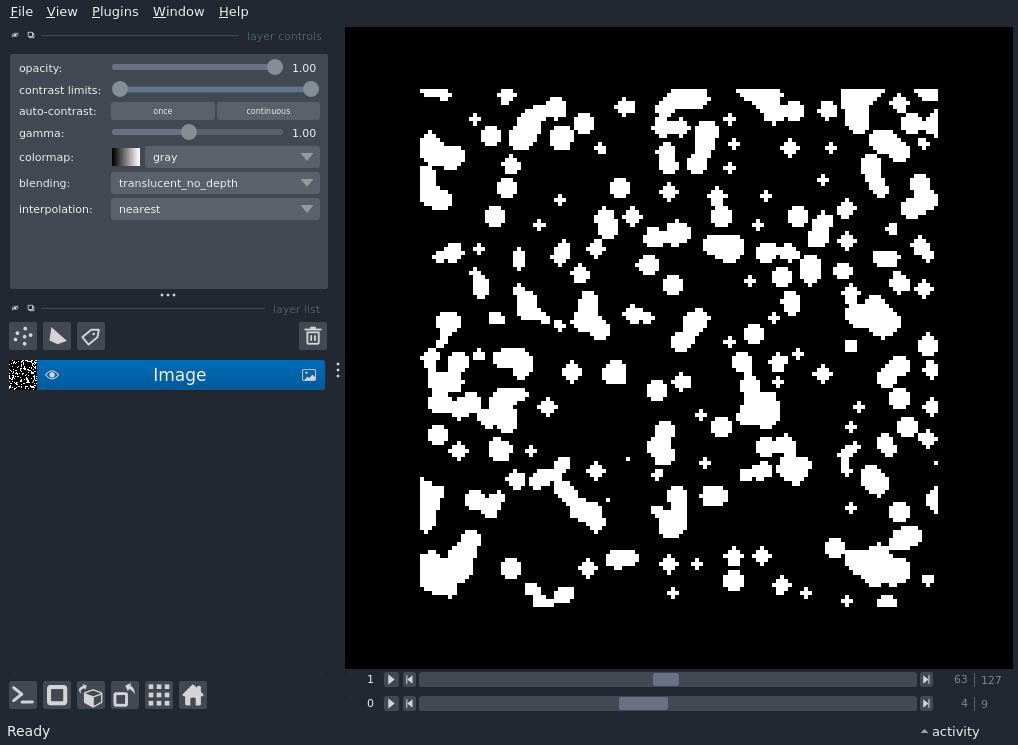 File View Plugins Window Help
layer controls
opacity: 1.00
contrast limits:
auto-contrast: once continuous
gamma: 1.00
colormap: gray
blending: translucent_no_depth
interpolation: nearest
layer list
Image
1 63 127
0 4 9
Ready activity